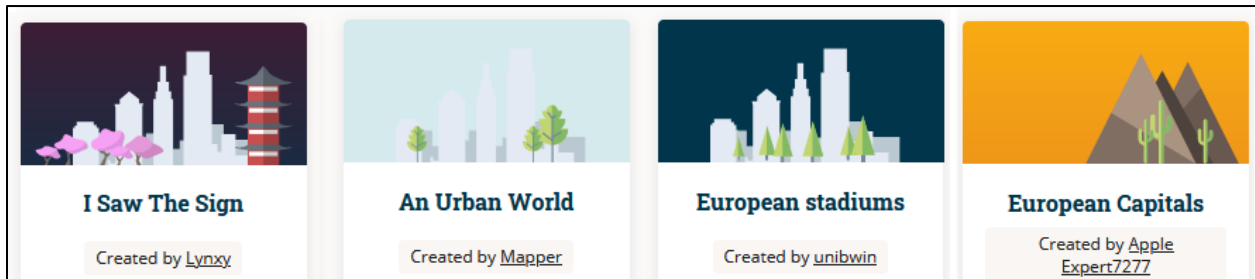 I Saw The Sign
Created by Lynxy
An Urban World
Created by Mapper
European stadiums
Created by unibwin
European Capitals
Created by Apple
Expert7277